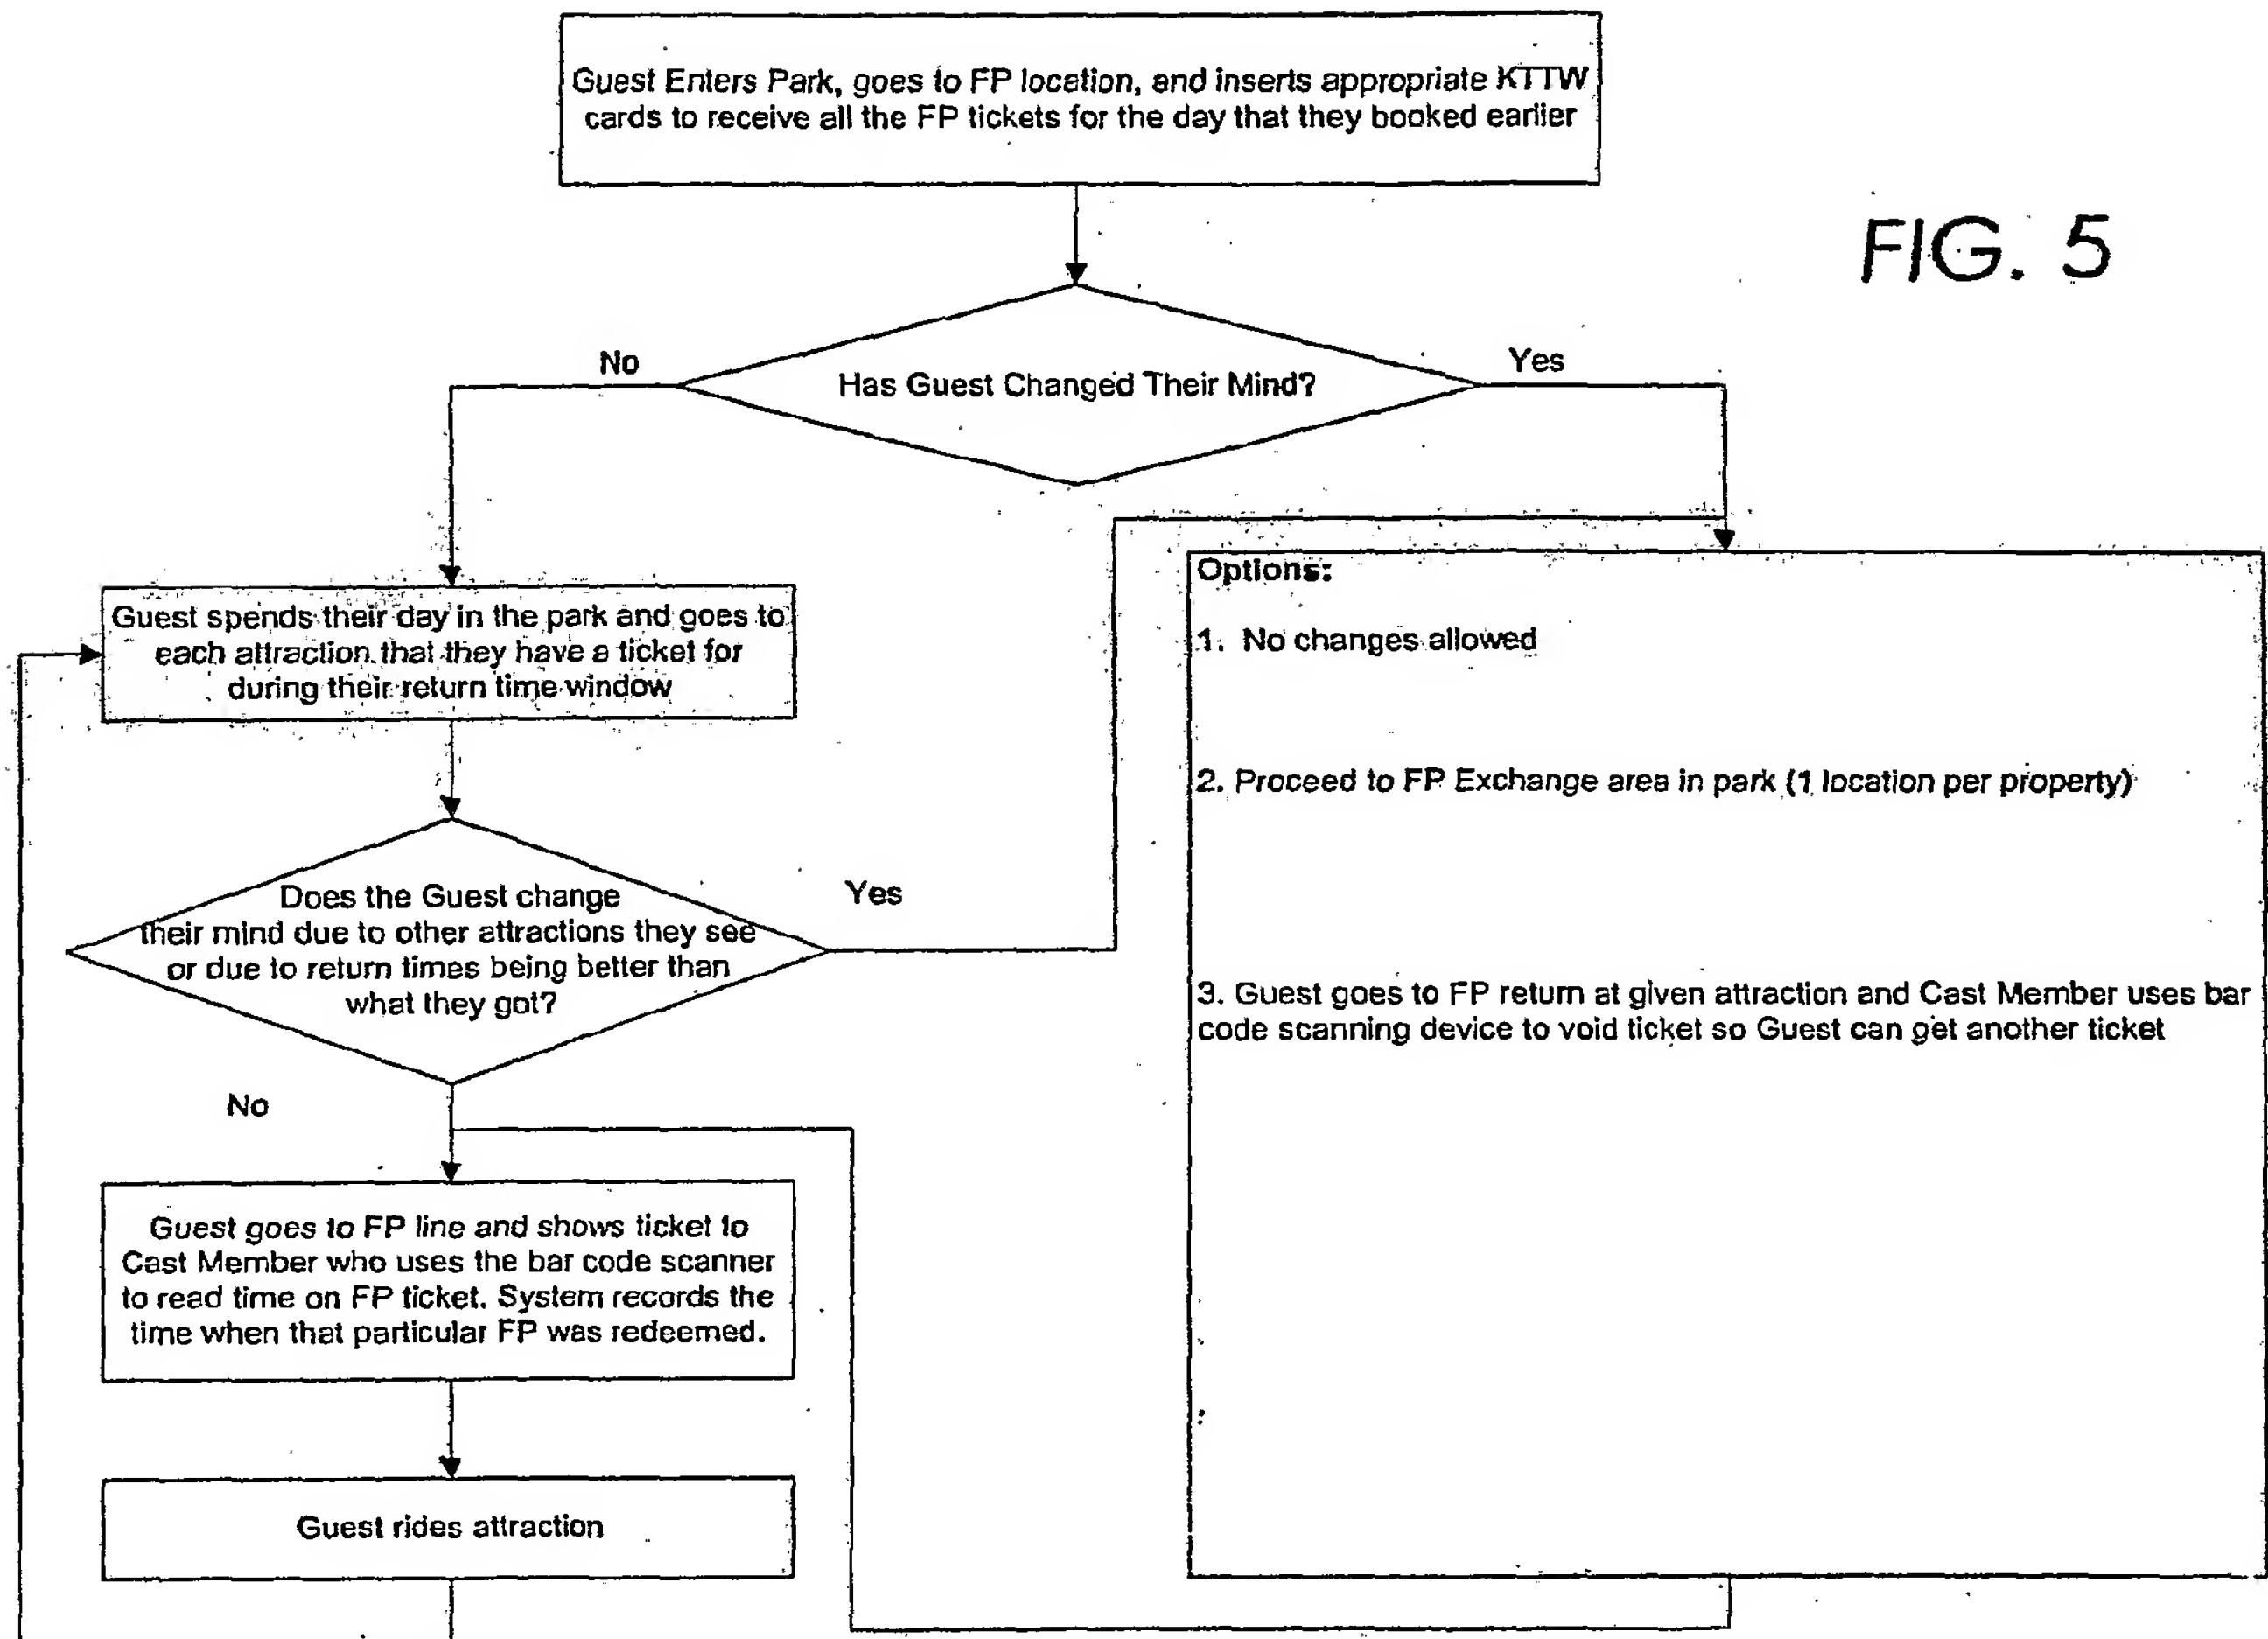 Guest Enters Park, goes to FP location, and inserts appropriate KTTW
cards to receive all the FP tickets for the day that they booked earlier
FIG. 5
No
Yes
Has Guest Changed Their Mind?
Guest spends their day in the park and goes to
each attraction that they have a ticket for
during their return time window
Options:
1. No changes allowed
2. Proceed to FP Exchange area in park (1 location per property)
3. Guest goes to FP return at given attraction and Cast Member uses bar
code scanning device to void ticket so Guest can get another ticket
Does the Guest change
their mind due to other attractions they see
or due to return times being better than
what they got?
Yes
No
Guest goes to FP line and shows ticket to
Cast Member who uses the bar code scanner
to read time on FP ticket. System records the
time when that particular FP was redeemed.
Guest rides attraction